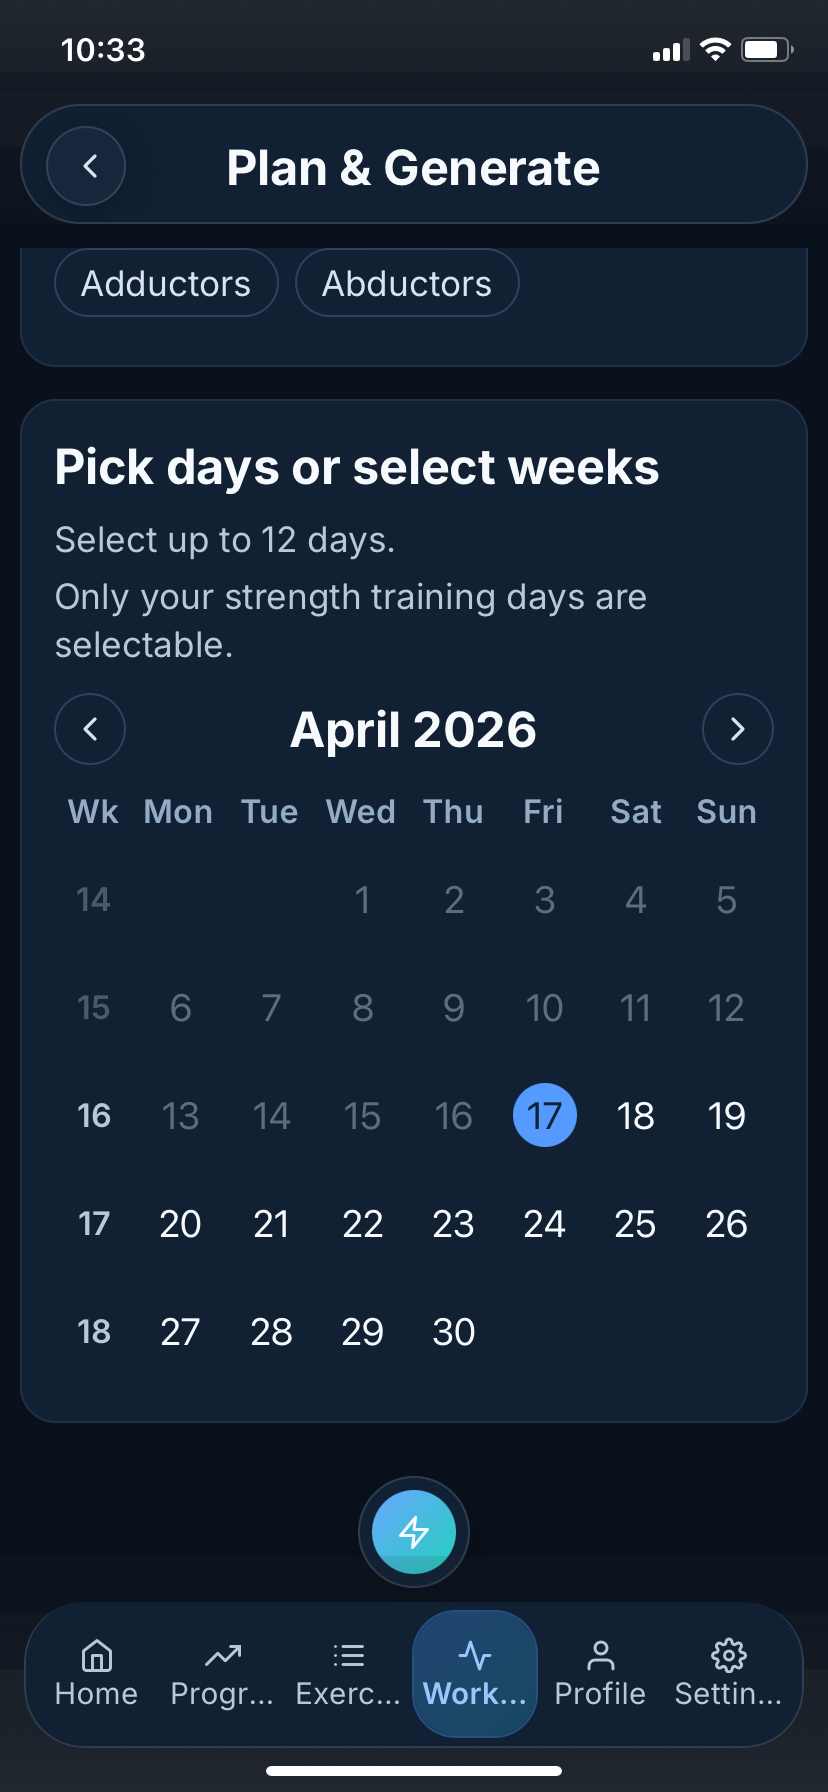 10:33
Plan & Generate
Adductors Abductors
Pick days or select weeks
Select up to 12 days.
Only your strength training days are
selectable.
April 2026
Wk Mon Tue Wed Thu Fri Sat Sun
14 1 2 3 4 5
15 6 7 8 9 10 11 12
16 13 14 15 16 17 18 19
17 20 21 22 23 24 25 26
18 27 28 29 30
Home Progr... Exerc... Work... Profile Settin...